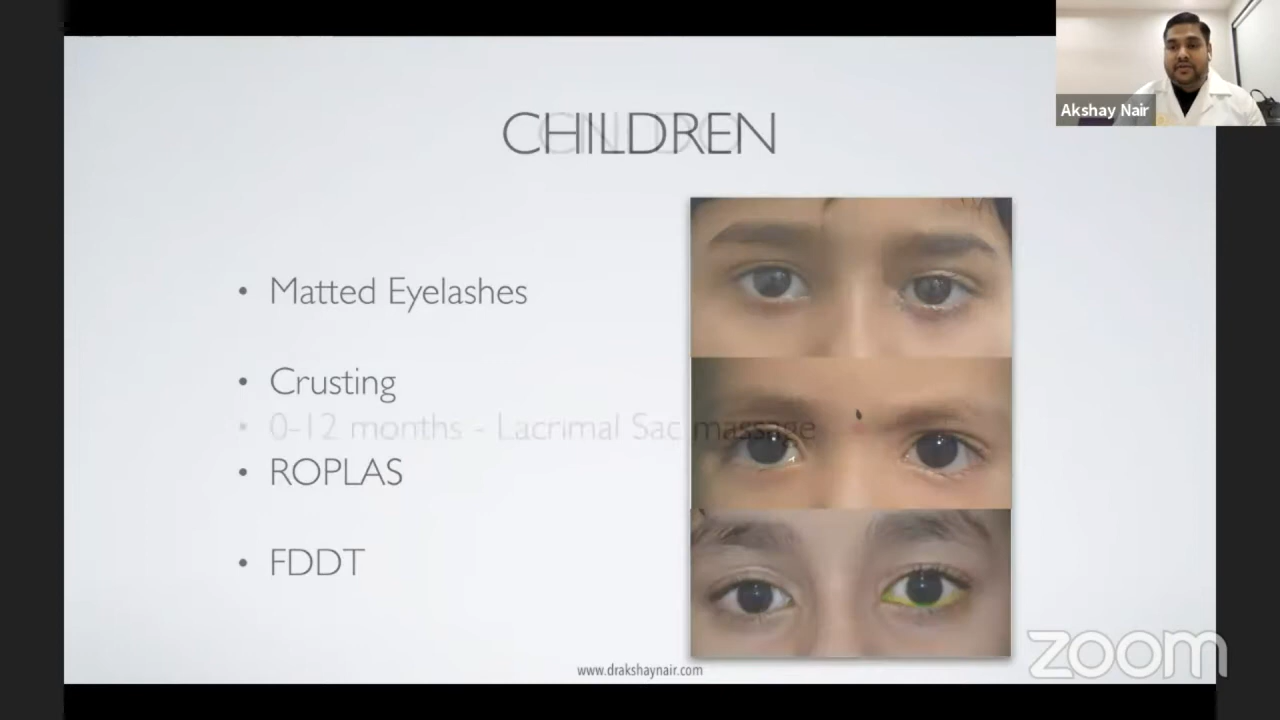 Akshay Nair
CHILDREN
• Matted Eyelashes
• Crusting
• 0-12 months - Lacrimal Sac massage
• ROPLAS
• FDDT
www.drakshaynair.com
zoom